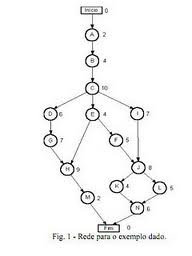 Início 0
A 2
B 4
C 10
D 6
E 4
I 7
G 7
F 5
H 9
J 8
K 4
L 5
M 2
N 6
Fim 0
Fig. 1 - Rede para o exemplo dado.